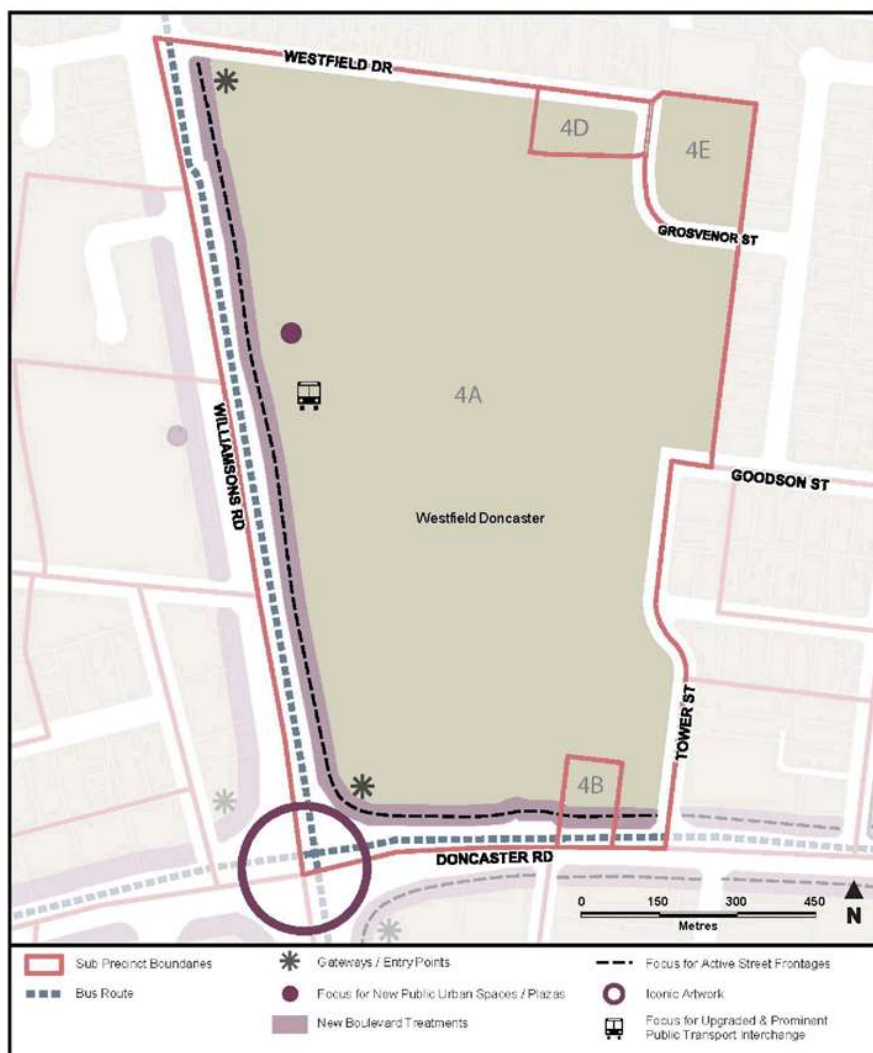 WESTFIELD DR
4D
4E
GROSVENOR ST
4A
WILLIAMSONS RD
GOODSON ST
Westfield Doncaster
TOWER ST
4B
DONCASTER RD
0 150 300 450
Metres
N
Sub Precinct Boundaries
Bus Route
Gateways / Entry Points
Focus for New Public Urban Spaces / Plazas
New Boulevard Treatments
Focus for Active Street Frontages
Iconic Artwork
Focus for Upgraded & Prominent
Public Transport Interchange